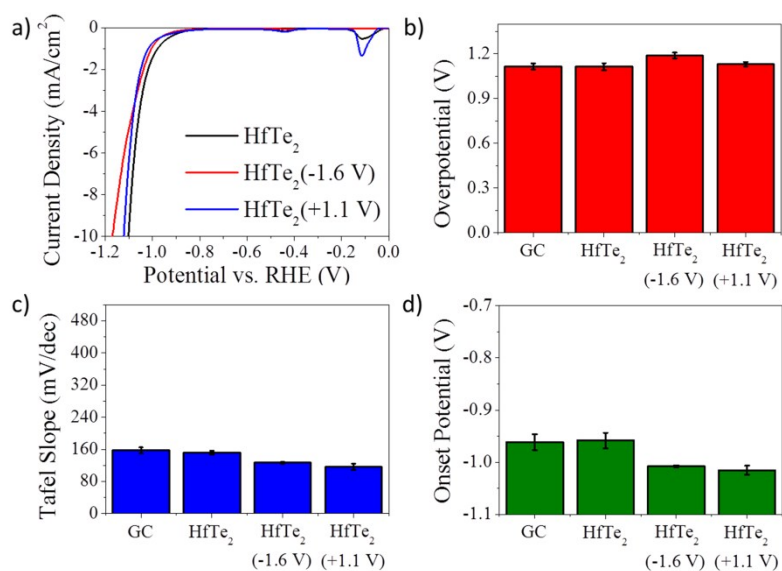 a)
Current Density (mA/cm²)
0
-2
-4
-6
-8
-10
HfTe₂
HfTe₂(-1.6 V)
HfTe₂(+1.1 V)
-1.2 -1.0 -0.8 -0.6 -0.4 -0.2 0.0
Potential vs. RHE (V)
b)
Overpotential (V)
1.2
0.9
0.6
0.3
0.0
GC HfTe₂ HfTe₂ HfTe₂
(-1.6 V) (+1.1 V)
c)
Tafel Slope (mV/dec)
480
400
320
240
160
80
0
GC HfTe₂ HfTe₂ HfTe₂
(-1.6 V) (+1.1 V)
d)
Onset Potential (V)
-0.7
-0.8
-0.9
-1.0
-1.1
GC HfTe₂ HfTe₂ HfTe₂
(-1.6 V) (+1.1 V)